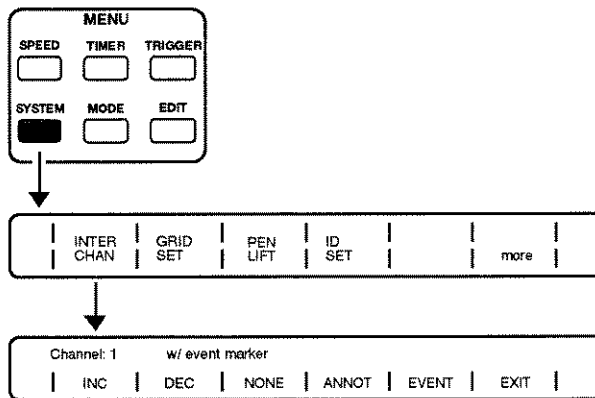 MENU
SPEED TIMER TRIGGER
SYSTEM MODE EDIT
INTER CHAN GRID SET PEN LIFT ID SET more
Channel: 1 w/ event marker
INC DEC NONE ANNOT EVENT EXIT